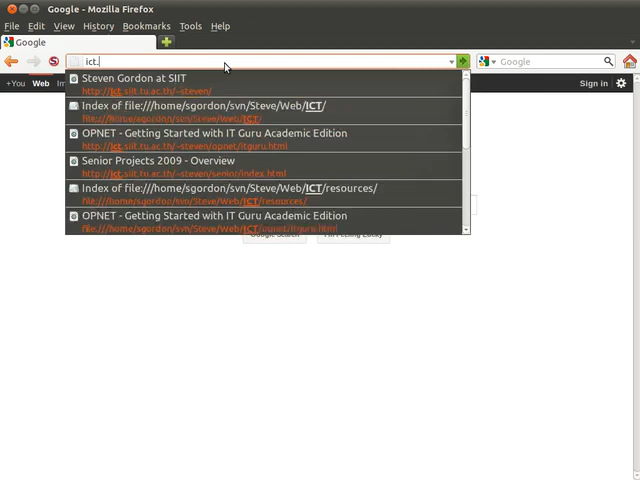 Google - Mozilla Firefox
File Edit View History Bookmarks Tools Help
Google
ict. Google
Steven Gordon at SIIT
http://ict.siit.tu.ac.th/~steven/
+You Web Sign in
Index of file:///home/sgordon/svn/Steve/Web/ICT/
file:///home/sgordon/svn/Steve/Web/ICT/
OPNET - Getting Started with IT Guru Academic Edition
http://ict.siit.tu.ac.th/~steven/opnet/itguru.html
Senior Projects 2009 - Overview
http://ict.siit.tu.ac.th/~steven/senior/index.html
Index of file:///home/sgordon/svn/Steve/Web/ICT/resources/
file:///home/sgordon/svn/Steve/Web/ICT/resources/
OPNET - Getting Started with IT Guru Academic Edition
file:///home/sgordon/svn/Steve/Web/ICT/opnet/itguru.html
Google Search I'm Feeling Lucky